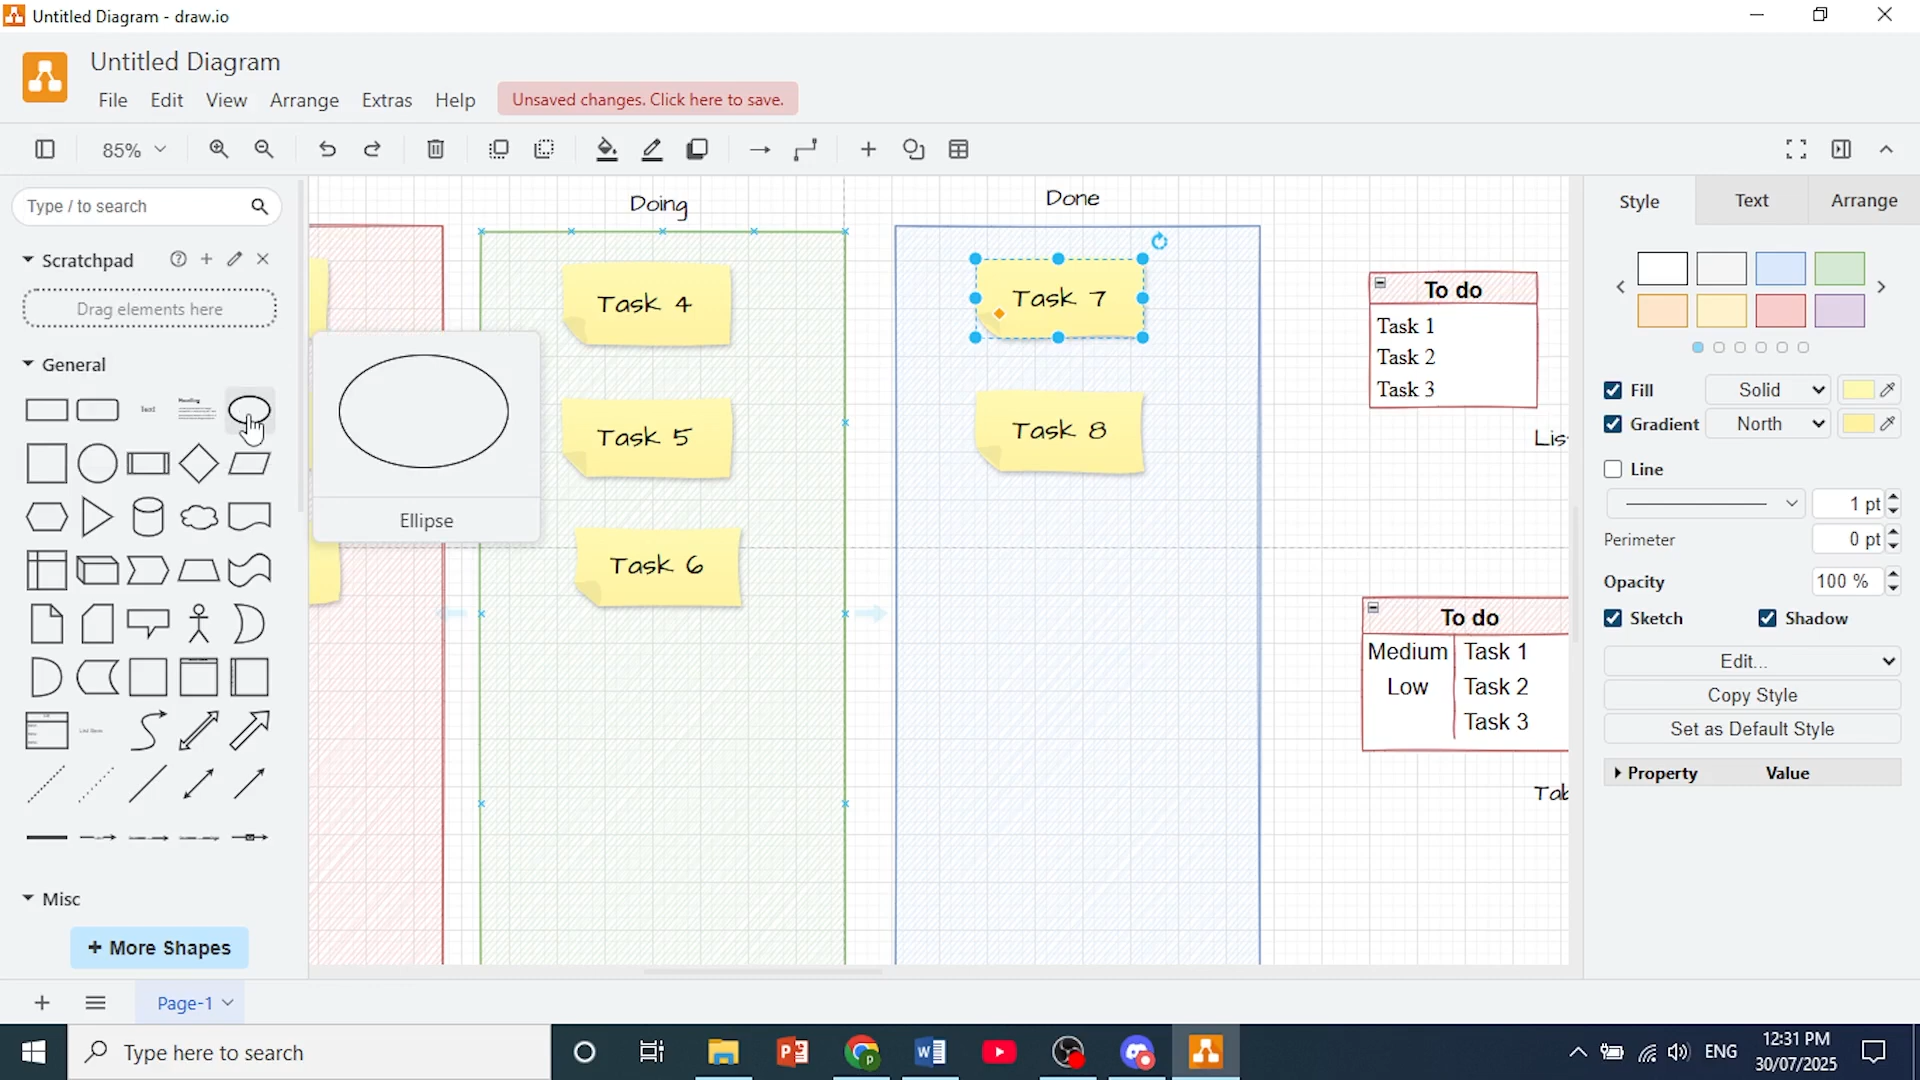 Untitled Diagram - draw.io
Untitled Diagram
File Edit View Arrange Extras Help
Unsaved changes. Click here to save.
85%
Type / to search
Scratchpad
Drag elements here
General
Text
Heading
Ellipse
Misc
+ More Shapes
Doing
Task 4
Task 5
Task 6
Done
Task 7
Task 8
To do
Task 1
Task 2
Task 3
Lis
To do
Medium Task 1
Low Task 2
Task 3
Tab
Style Text Arrange
Fill Solid
Gradient North
Line
1 pt
Perimeter 0 pt
Opacity 100 %
Sketch Shadow
Edit...
Copy Style
Set as Default Style
Property Value
Page-1
Type here to search
ENG
12:31 PM
30/07/2025